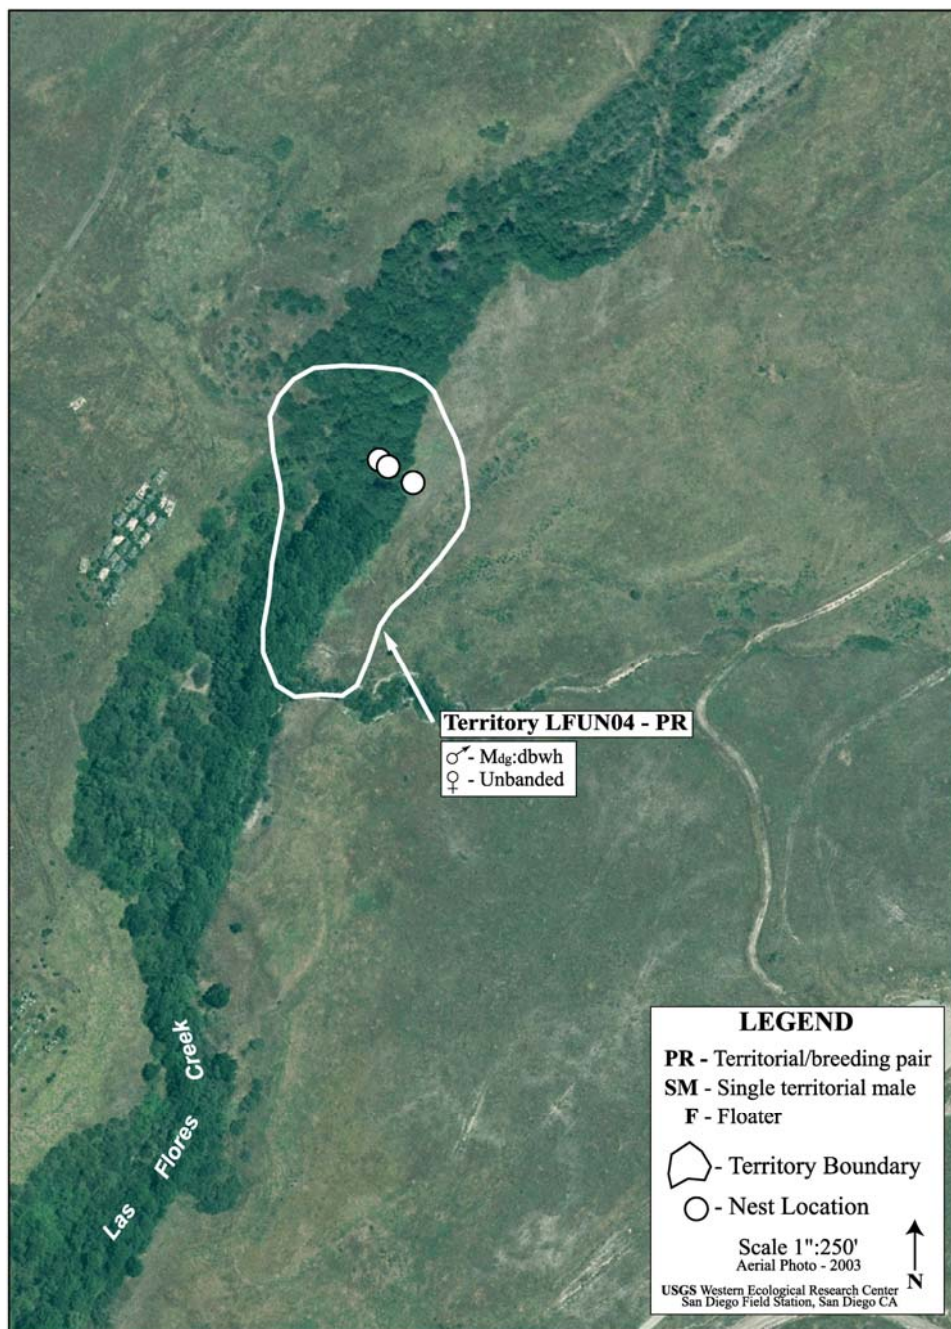 Territory LFUN04 - PR
♂ - Mdg:dbwh
♀ - Unbanded
Las Flores Creek
LEGEND
PR - Territorial/breeding pair
SM - Single territorial male
F - Floater
- Territory Boundary
- Nest Location
Scale 1":250'
Aerial Photo - 2003
N
USGS Western Ecological Research Center
San Diego Field Station, San Diego CA